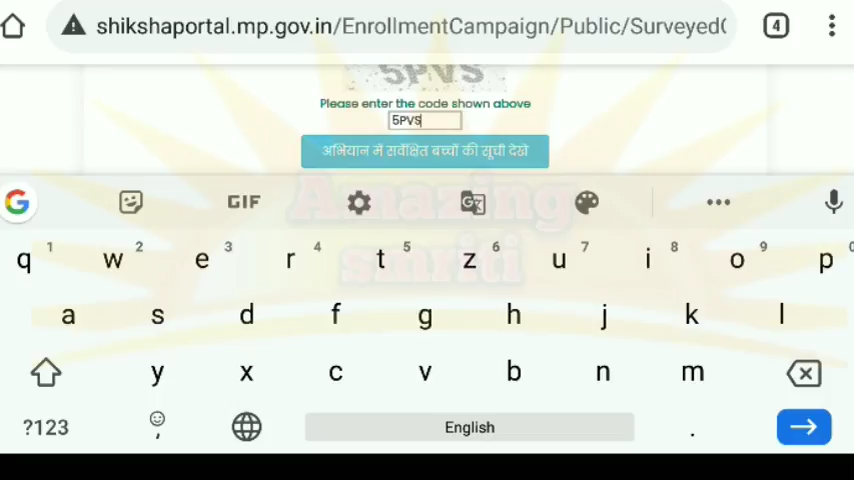 shikshaportal.mp.gov.in/EnrollmentCampaign/Public/Surveyed
4
5PVS
Please enter the code shown above
5PVS
अभियान में सर्वेक्षित बच्चों की सूची देखे
G GIF
Amazing
smriti
q 1 w 2 e 3 r 4 t 5 z 6 u 7 i 8 o 9 p 0
a s d f g h j k l
y x c v b n m
?123 , English .